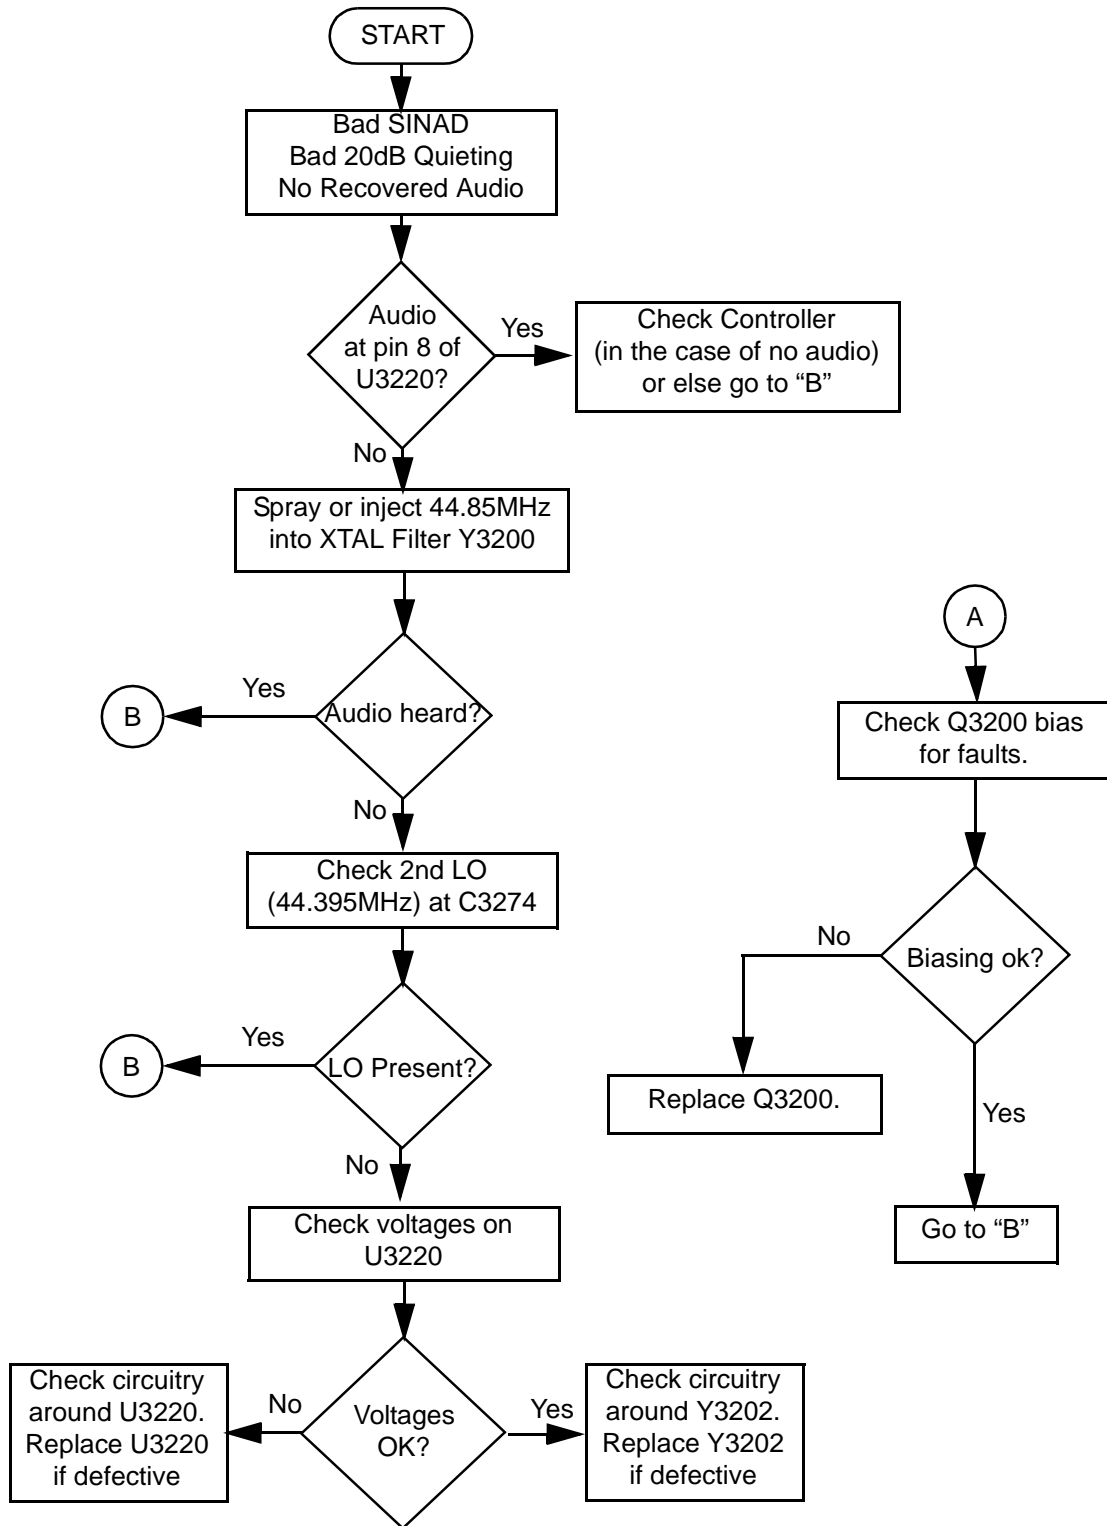 START
Bad SINAD
Bad 20dB Quieting
No Recovered Audio
Audio
at pin 8 of
U3220?
Yes
Check Controller
(in the case of no audio)
or else go to “B”
No
Spray or inject 44.85MHz
into XTAL Filter Y3200
Audio heard?
Yes
B
No
Check 2nd LO
(44.395MHz) at C3274
LO Present?
Yes
B
No
Check voltages on
U3220
Voltages
OK?
No
Check circuitry
around U3220.
Replace U3220
if defective
Yes
Check circuitry
around Y3202.
Replace Y3202
if defective
A
Check Q3200 bias
for faults.
Biasing ok?
No
Replace Q3200.
Yes
Go to “B”